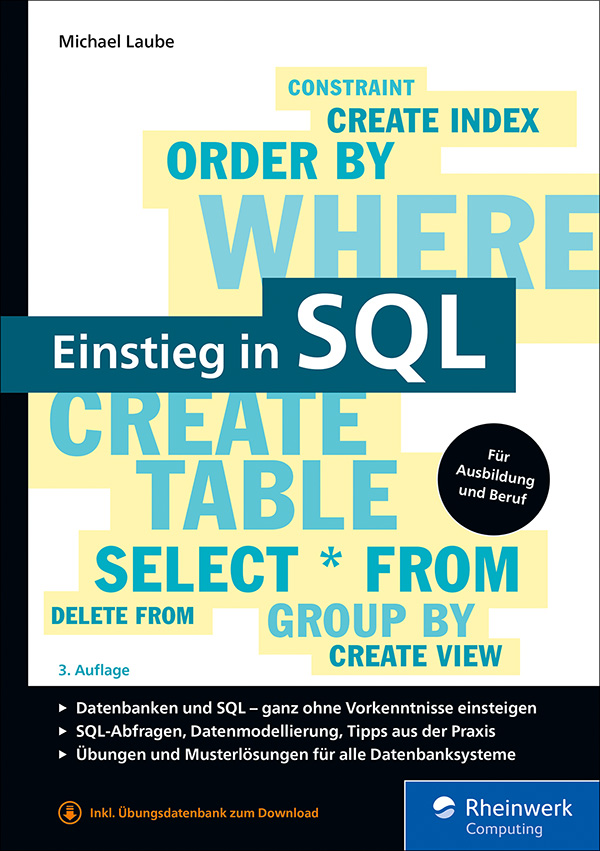 Michael Laube
CONSTRAINT
CREATE INDEX
ORDER BY
WHERE
Einstieg in SQL
CREATE
TABLE
Für
Ausbildung
und Beruf
SELECT * FROM
DELETE FROM
GROUP BY
CREATE VIEW
3. Auflage
▸ Datenbanken und SQL – ganz ohne Vorkenntnisse einsteigen
▸ SQL-Abfragen, Datenmodellierung, Tipps aus der Praxis
▸ Übungen und Musterlösungen für alle Datenbanksysteme
Inkl. Übungsdatenbank zum Download
Rheinwerk
Computing